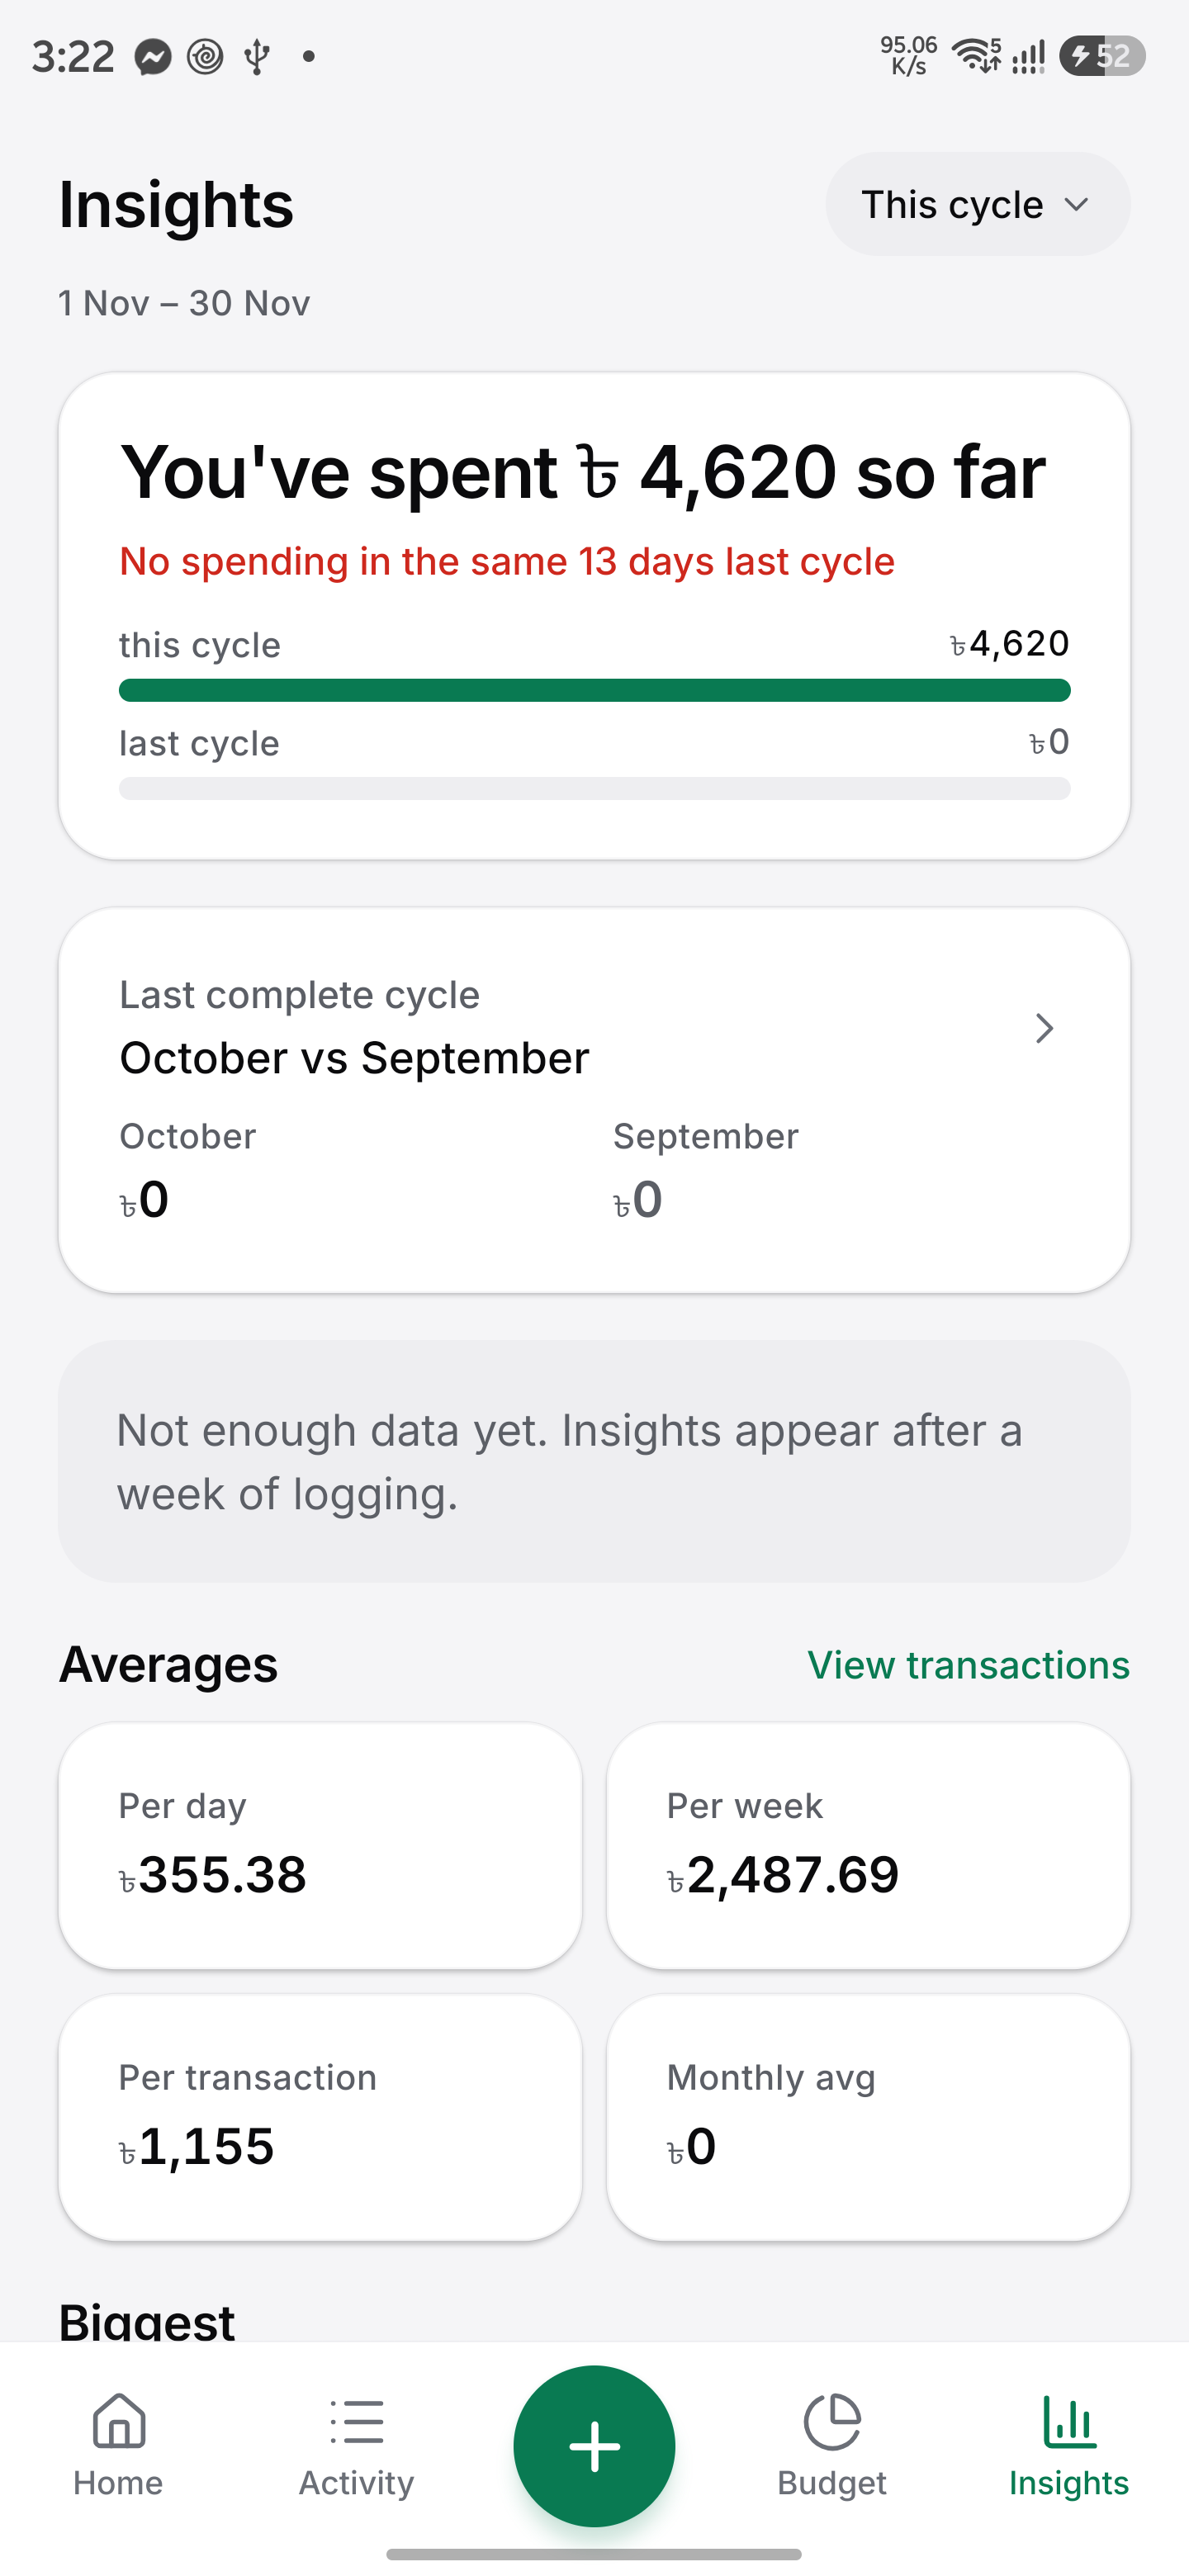 3:22
95.06
K/s
5
52
Insights
This cycle
1 Nov – 30 Nov
You've spent ৳ 4,620 so far
No spending in the same 13 days last cycle
this cycle ৳4,620
last cycle ৳0
Last complete cycle
October vs September
October September
৳0 ৳0
Not enough data yet. Insights appear after a
week of logging.
Averages View transactions
Per day Per week
৳355.38 ৳2,487.69
Per transaction Monthly avg
৳1,155 ৳0
Biggest
Home Activity Budget Insights